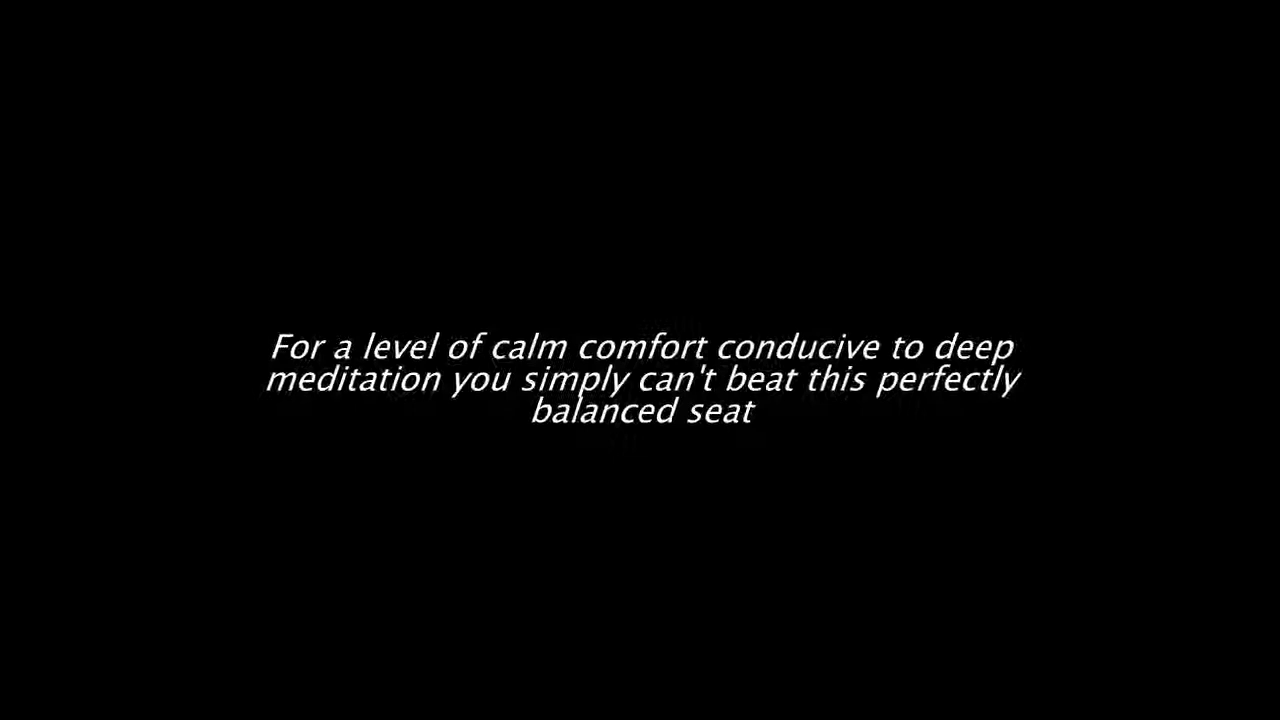 For a level of calm comfort conducive to deep
meditation you simply can't beat this perfectly
balanced seat